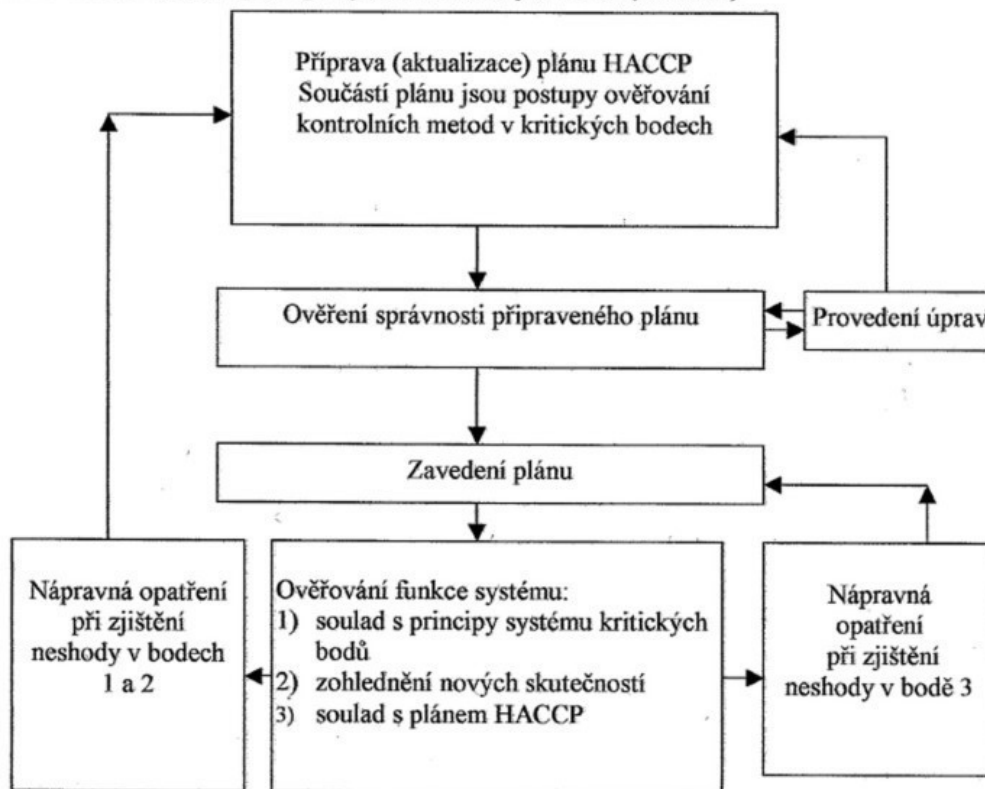 Příprava (aktualizace) plánu HACCP
Součástí plánu jsou postupy ověřování
kontrolních metod v kritických bodech
Ověření správnosti připraveného plánu
Provedení úprav
Zavedení plánu
Nápravná opatření
při zjištění
neshody v bodech
1 a 2
Ověřování funkce systému:
1) soulad s principy systému kritických
bodů
2) zohlednění nových skutečností
3) soulad s plánem HACCP
Nápravná
opatření
při zjištění
neshody v bodě 3